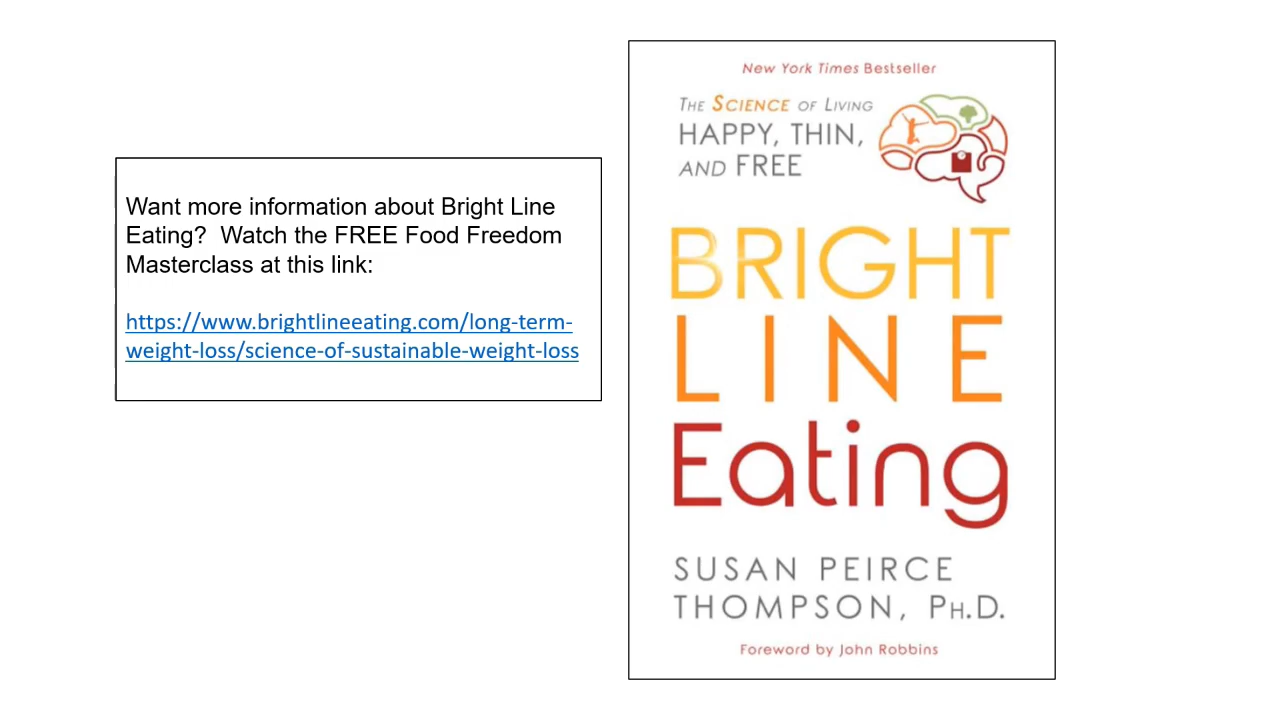 Want more information about Bright Line
Eating?  Watch the FREE Food Freedom
Masterclass at this link:
https://www.brightlineeating.com/long-term-
weight-loss/science-of-sustainable-weight-loss
New York Times Bestseller
THE SCIENCE OF LIVING
HAPPY, THIN,
AND FREE
BRIGHT
LINE
Eating
SUSAN PEIRCE
THOMPSON, PH.D.
Foreword by John Robbins